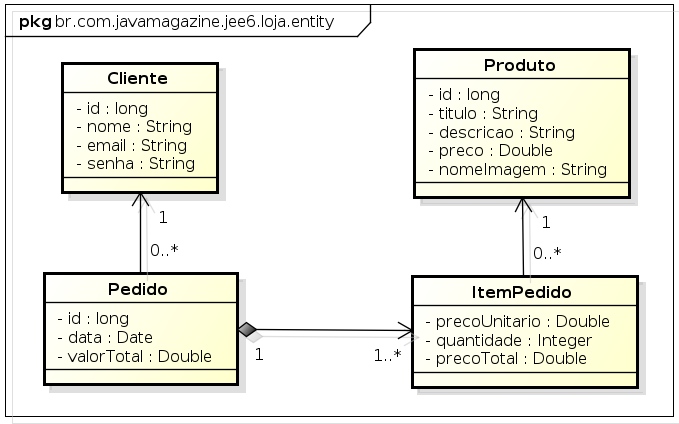 pkg br.com.javamagazine.jee6.loja.entity
Cliente
- id : long
- nome : String
- email : String
- senha : String
Produto
- id : long
- titulo : String
- descricao : String
- preco : Double
- nomeImagem : String
1
0..*
1
0..*
Pedido
- id : long
- data : Date
- valorTotal : Double
1
1..*
ItemPedido
- precoUnitario : Double
- quantidade : Integer
- precoTotal : Double